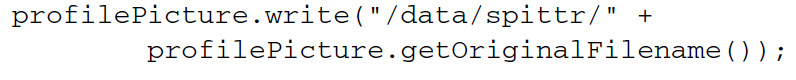 profilePicture.write("/data/spittr/" +
profilePicture.getOriginalFilename());